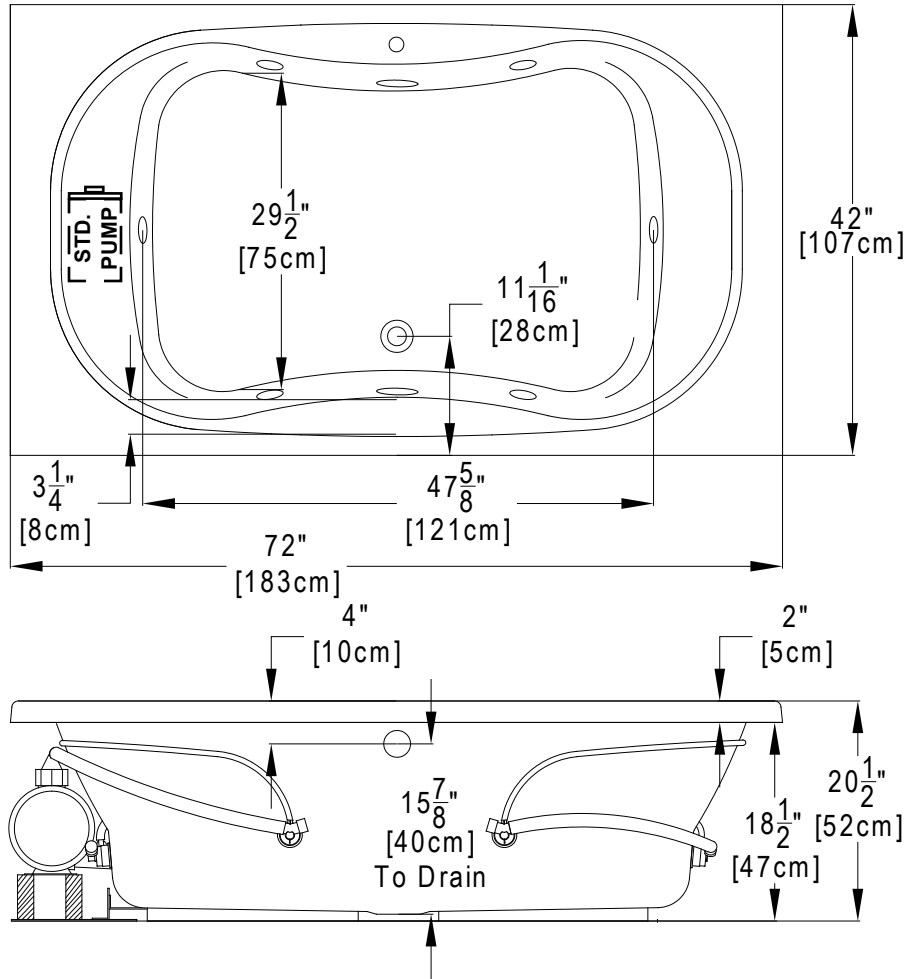 STD.
PUMP
29 1/2"
[75cm]
42"
[107cm]
11 1/16"
[28cm]
3 1/4"
[8cm]
47 5/8"
[121cm]
72"
[183cm]
4"
[10cm]
2"
[5cm]
15 7/8"
[40cm]
To Drain
18 1/2"
[47cm]
20 1/2"
[52cm]